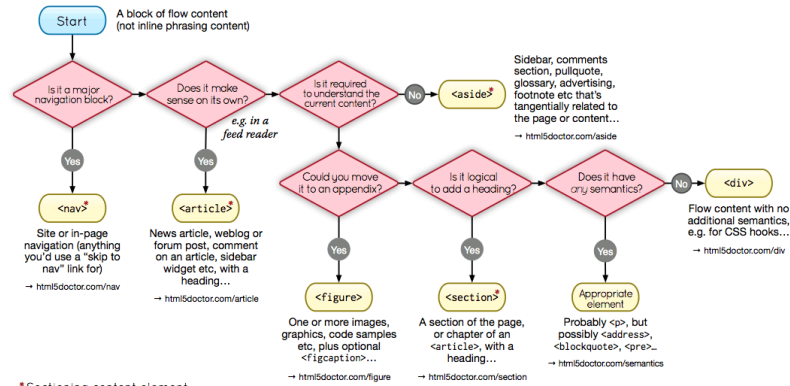 Start
A block of flow content
(not inline phrasing content)
Is it a major
navigation block?
Does it make
sense on its own?
e.g. in a
feed reader
Is it required
to understand the
current content?
No
<aside>*
Sidebar, comments
section, pullquote,
glossary, advertising,
footnote etc that's
tangentially related to
the page or content…
→ html5doctor.com/aside
Yes
Yes
<nav>*
Site or in-page
navigation (anything
you'd use a “skip to
nav” link for)
→ html5doctor.com/nav
<article>*
News article, weblog or
forum post, comment
on an article, sidebar
widget etc, with a
heading…
→ html5doctor.com/article
Could you move
it to an appendix?
Is it logical
to add a heading?
Does it have
any semantics?
No
<div>
Flow content with no
additional semantics,
e.g. for CSS hooks…
→ html5doctor.com/div
Yes
Yes
Yes
<figure>
One or more images,
graphics, code samples
etc, plus optional
<figcaption>…
→ html5doctor.com/figure
<section>*
A section of the page,
or chapter of an
<article>, with a
heading…
→ html5doctor.com/section
Appropriate
element
Probably <p>, but
possibly <address>,
<blockquote>, <pre>…
→ html5doctor.com/semantics
*Sectioning content element